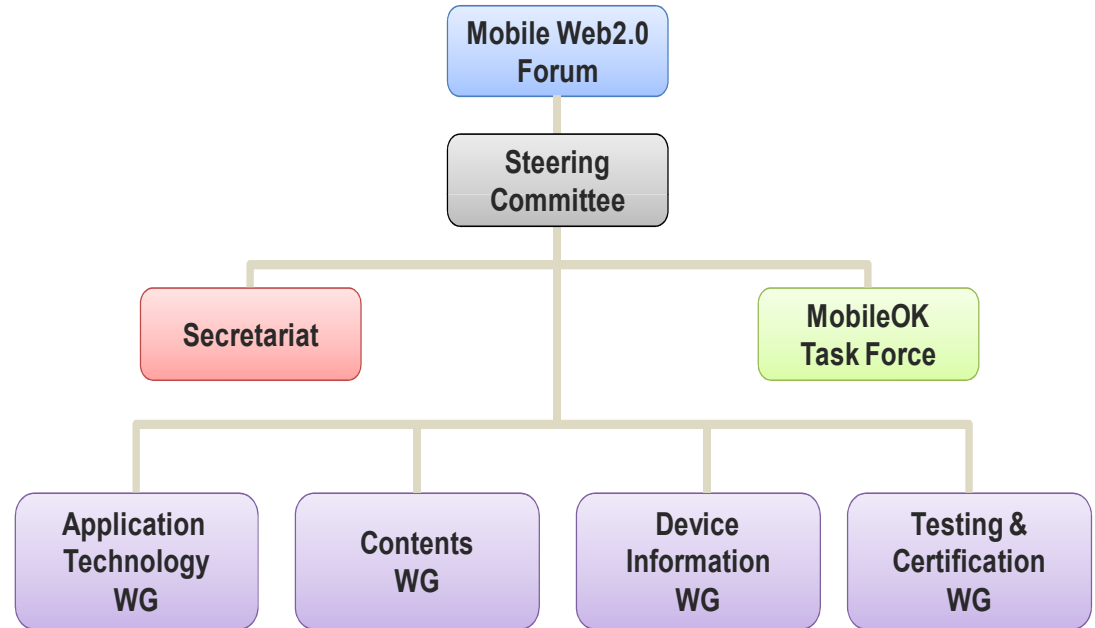 Mobile Web2.0
Forum
Steering
Committee
Secretariat
MobileOK
Task Force
Application
Technology
WG
Contents
WG
Device
Information
WG
Testing &
Certification
WG